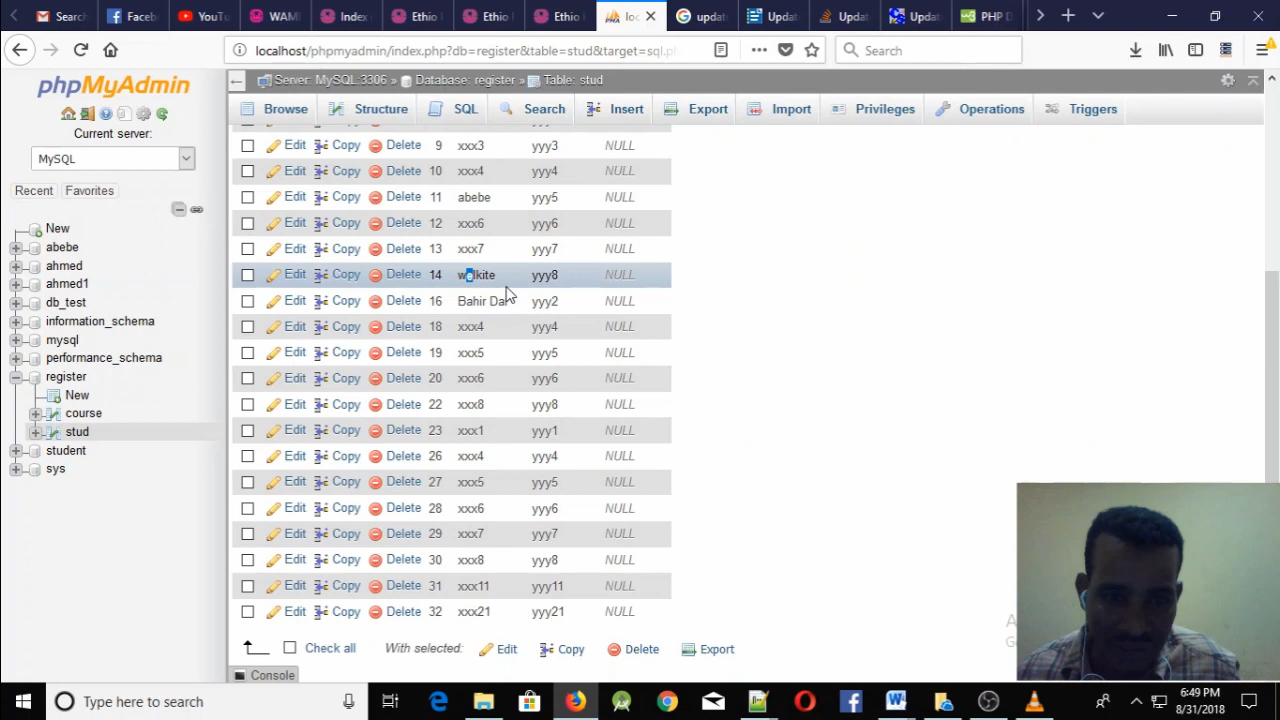 Search
Faceb
YouTu
WAMI
Index
Ethio
Ethio
Ethio
loc
updat
Updat
Upda
Updat
PHP D
localhost/phpmyadmin/index.php?db=register&table=stud&target=sql.p
Search
phpMyAdmin
Current server:
MySQL
Recent Favorites
New
abebe
ahmed
ahmed1
db_test
information_schema
mysql
performance_schema
register
New
course
stud
student
sys
Server: MySQL:3306 » Database: register » Table: stud
Browse Structure SQL Search Insert Export Import Privileges Operations Triggers
Edit Copy Delete 9 xxx3 yyy3 NULL
Edit Copy Delete 10 xxx4 yyy4 NULL
Edit Copy Delete 11 abebe yyy5 NULL
Edit Copy Delete 12 xxx6 yyy6 NULL
Edit Copy Delete 13 xxx7 yyy7 NULL
Edit Copy Delete 14 welkite yyy8 NULL
Edit Copy Delete 16 Bahir Da yyy2 NULL
Edit Copy Delete 18 xxx4 yyy4 NULL
Edit Copy Delete 19 xxx5 yyy5 NULL
Edit Copy Delete 20 xxx6 yyy6 NULL
Edit Copy Delete 22 xxx8 yyy8 NULL
Edit Copy Delete 23 xxx1 yyy1 NULL
Edit Copy Delete 26 xxx4 yyy4 NULL
Edit Copy Delete 27 xxx5 yyy5 NULL
Edit Copy Delete 28 xxx6 yyy6 NULL
Edit Copy Delete 29 xxx7 yyy7 NULL
Edit Copy Delete 30 xxx8 yyy8 NULL
Edit Copy Delete 31 xxx11 yyy11 NULL
Edit Copy Delete 32 xxx21 yyy21 NULL
Check all With selected: Edit Copy Delete Export
Console
Type here to search
6:49 PM
8/31/2018